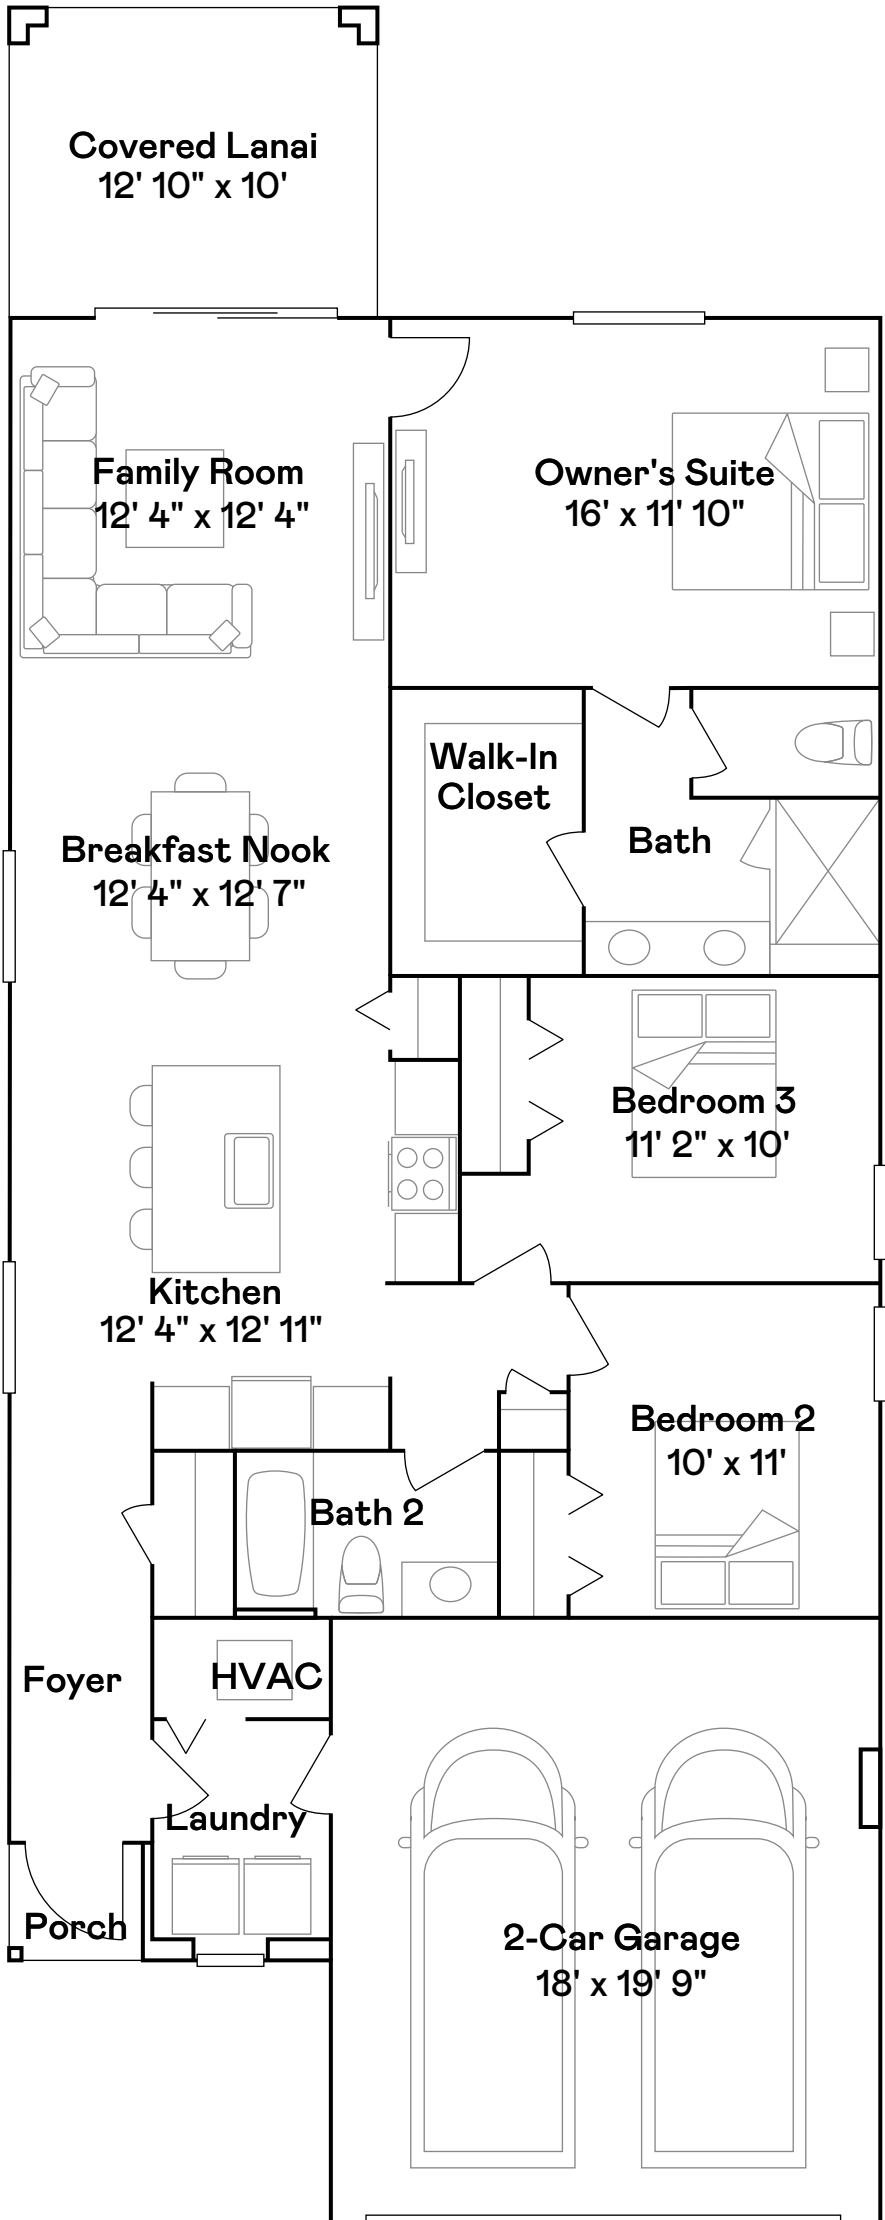 Covered Lanai
12' 10" x 10'
Family Room
12' 4" x 12' 4"
Owner's Suite
16' x 11' 10"
Walk-In
Closet
Bath
Breakfast Nook
12' 4" x 12' 7"
Bedroom 3
11' 2" x 10'
Kitchen
12' 4" x 12' 11"
Bedroom 2
10' x 11'
Bath 2
Foyer
HVAC
Laundry
Porch
2-Car Garage
18' x 19' 9"